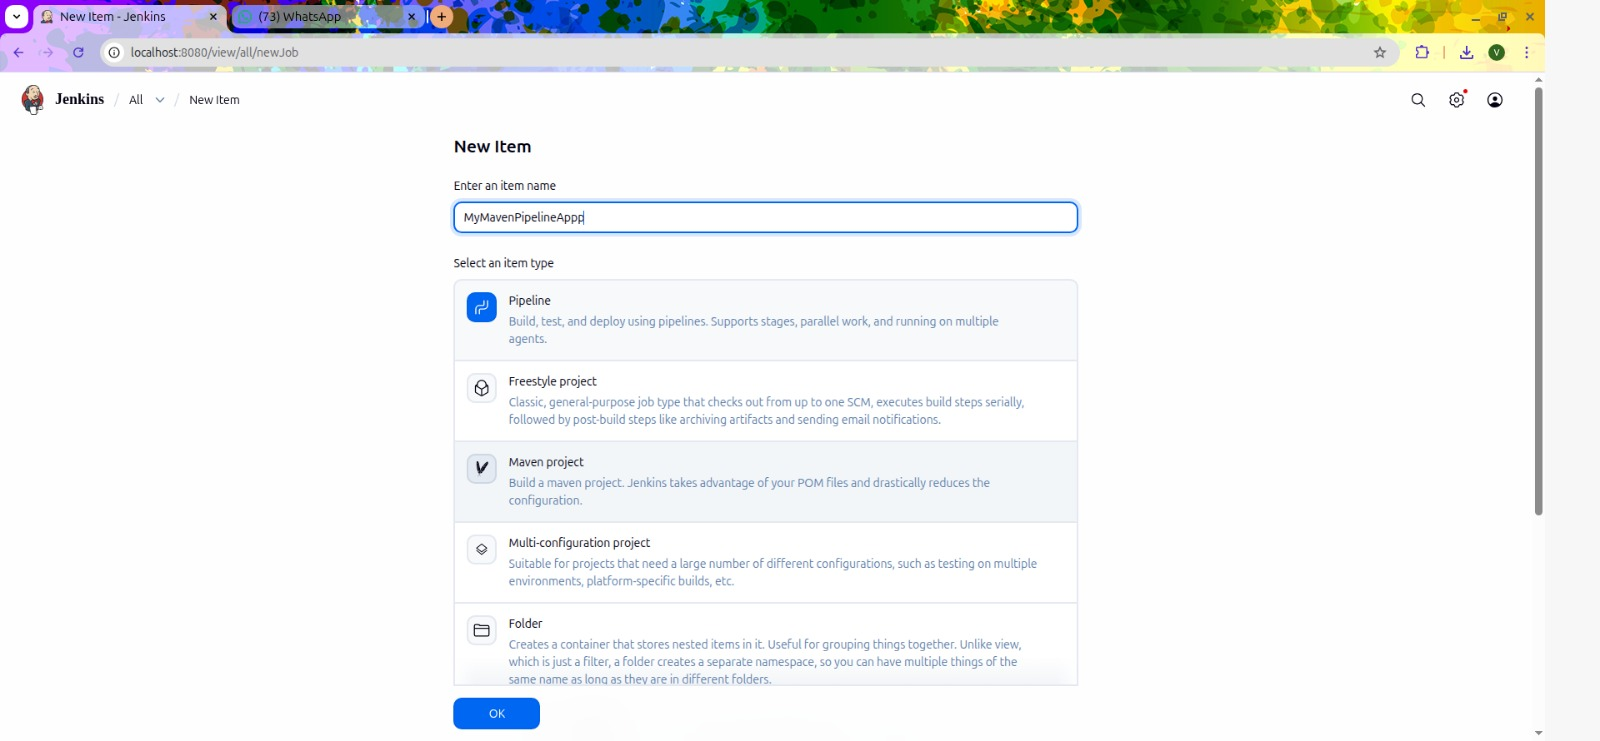 New Item - Jenkins
(73) WhatsApp
localhost:8080/view/all/newJob
V
Jenkins / All / New Item
New Item
Enter an item name
MyMavenPipelineAppp
Select an item type
Pipeline
Build, test, and deploy using pipelines. Supports stages, parallel work, and running on multiple
agents.
Freestyle project
Classic, general-purpose job type that checks out from up to one SCM, executes build steps serially,
followed by post-build steps like archiving artifacts and sending email notifications.
Maven project
Build a maven project. Jenkins takes advantage of your POM files and drastically reduces the
configuration.
Multi-configuration project
Suitable for projects that need a large number of different configurations, such as testing on multiple
environments, platform-specific builds, etc.
Folder
Creates a container that stores nested items in it. Useful for grouping things together. Unlike view,
which is just a filter, a folder creates a separate namespace, so you can have multiple things of the
same name as long as they are in different folders.
OK